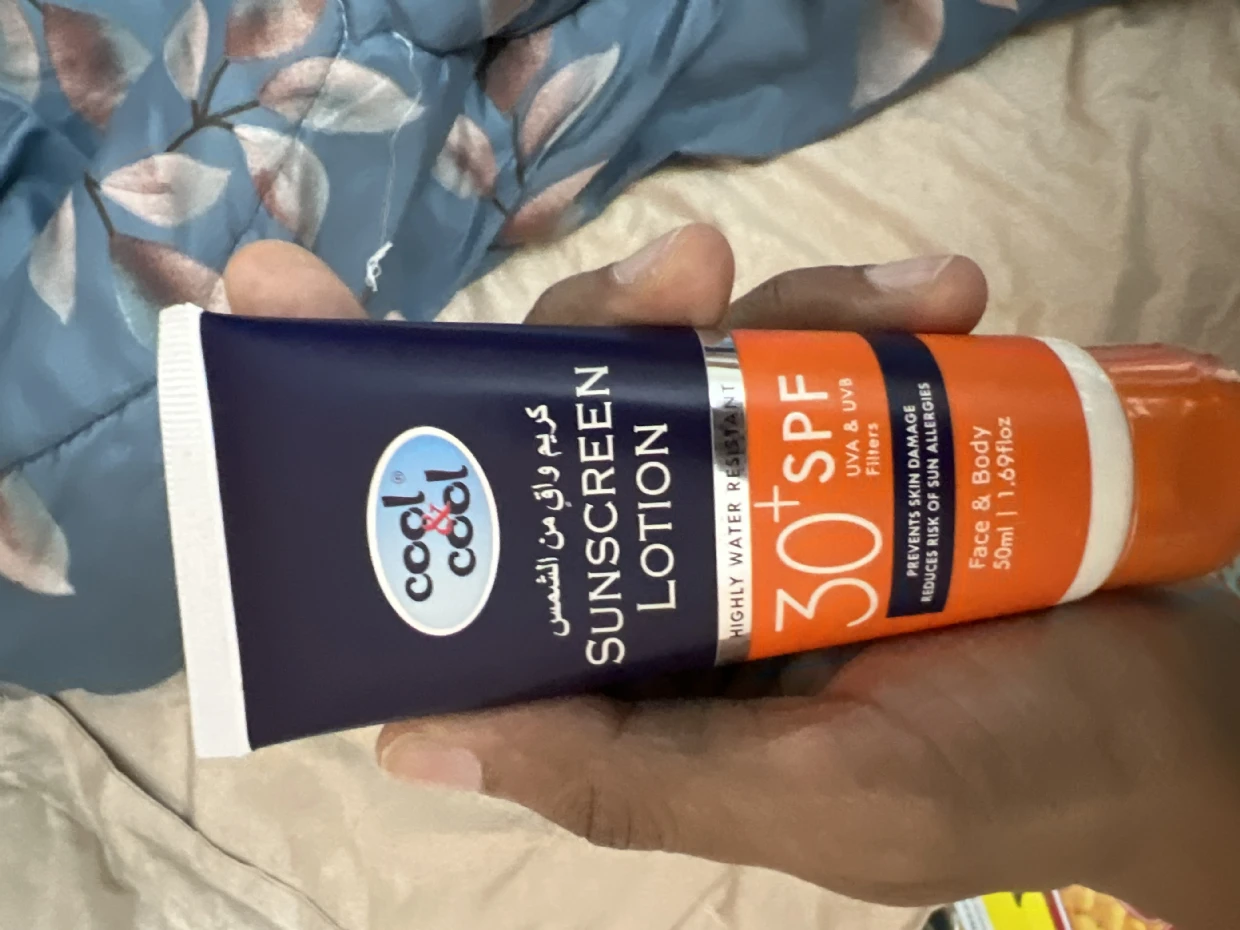 cool
&
cool®
كريم واقٍ من الشمس
SUNSCREEN
LOTION
HIGHLY WATER RESISTANT
30+SPF
UVA & UVB
Filters
PREVENTS SKIN DAMAGE
REDUCES RISK OF SUN ALLERGIES
Face & Body
50ml | 1.69floz